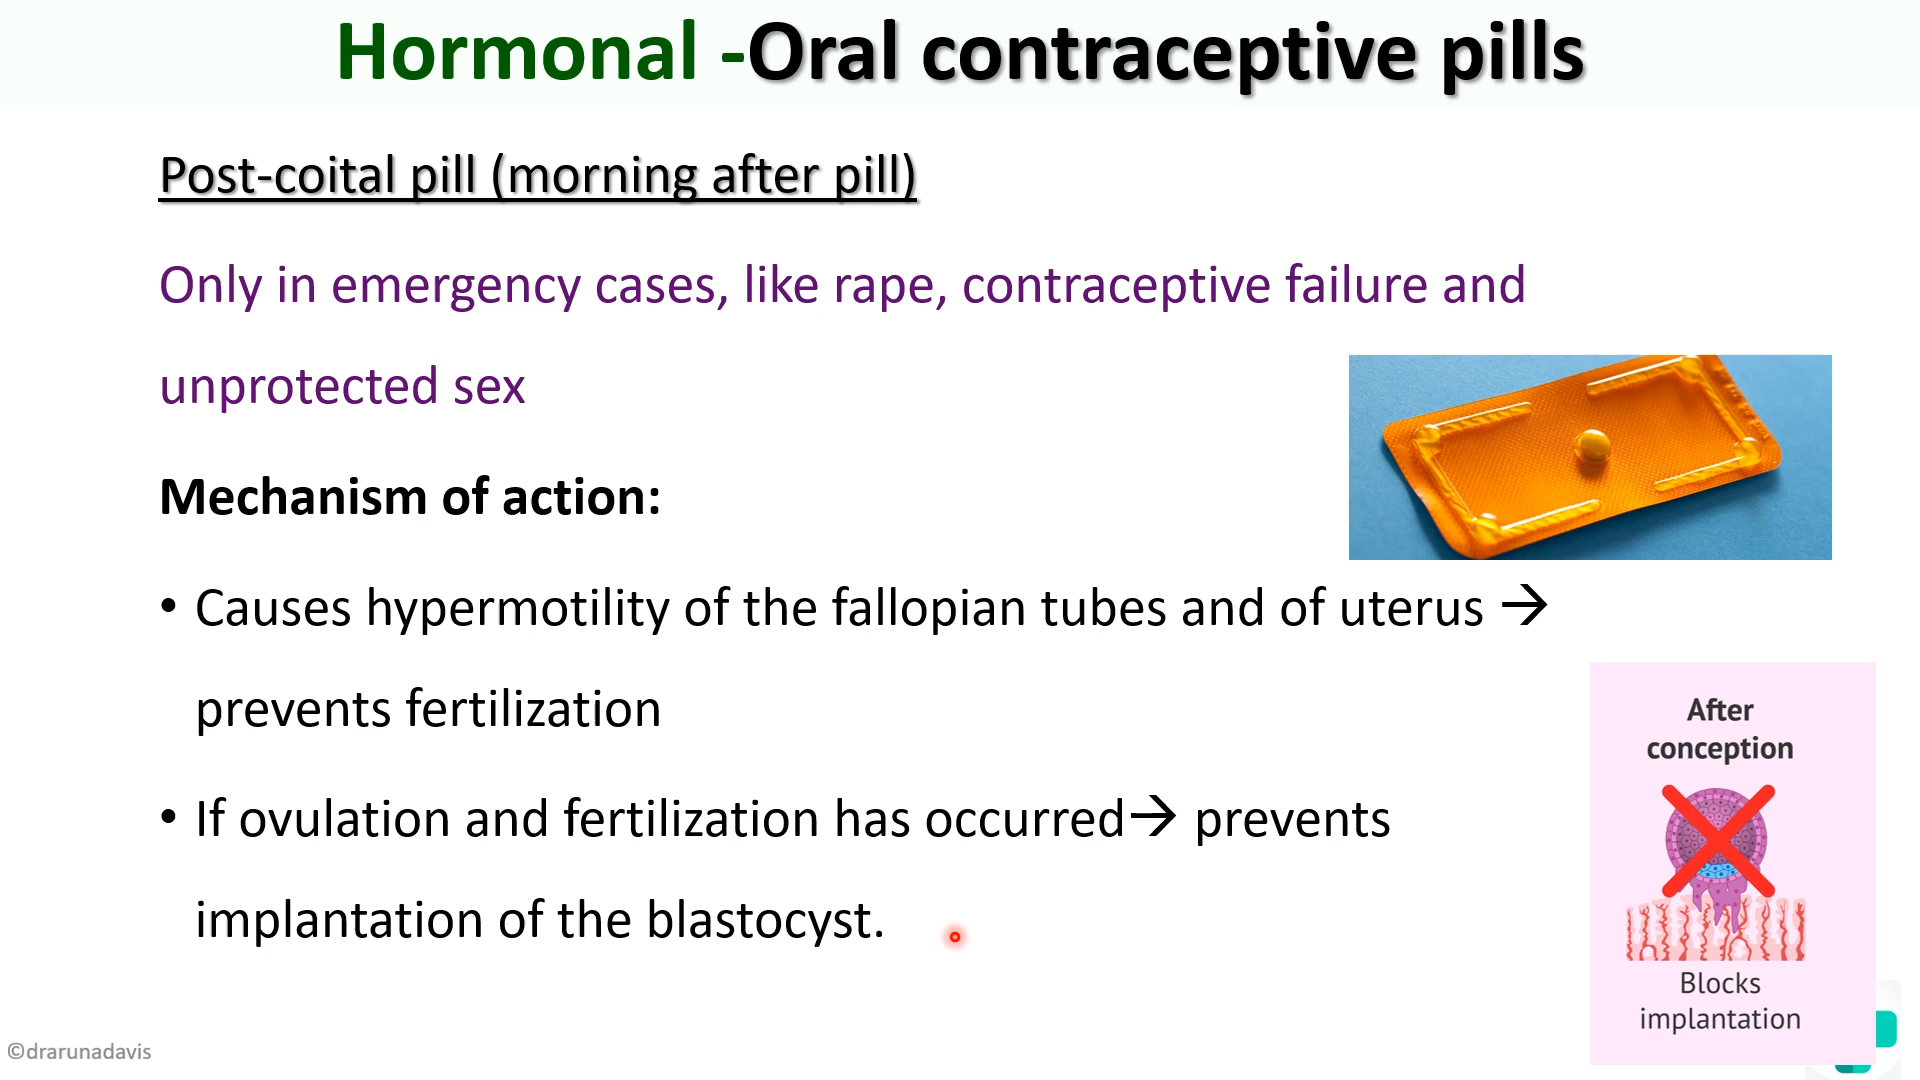 Hormonal -Oral contraceptive pills
Post-coital pill (morning after pill)
Only in emergency cases, like rape, contraceptive failure and
unprotected sex
Mechanism of action:
• Causes hypermotility of the fallopian tubes and of uterus →
prevents fertilization
• If ovulation and fertilization has occurred→ prevents
implantation of the blastocyst.
After
conception
Blocks
implantation
©drarunadavis